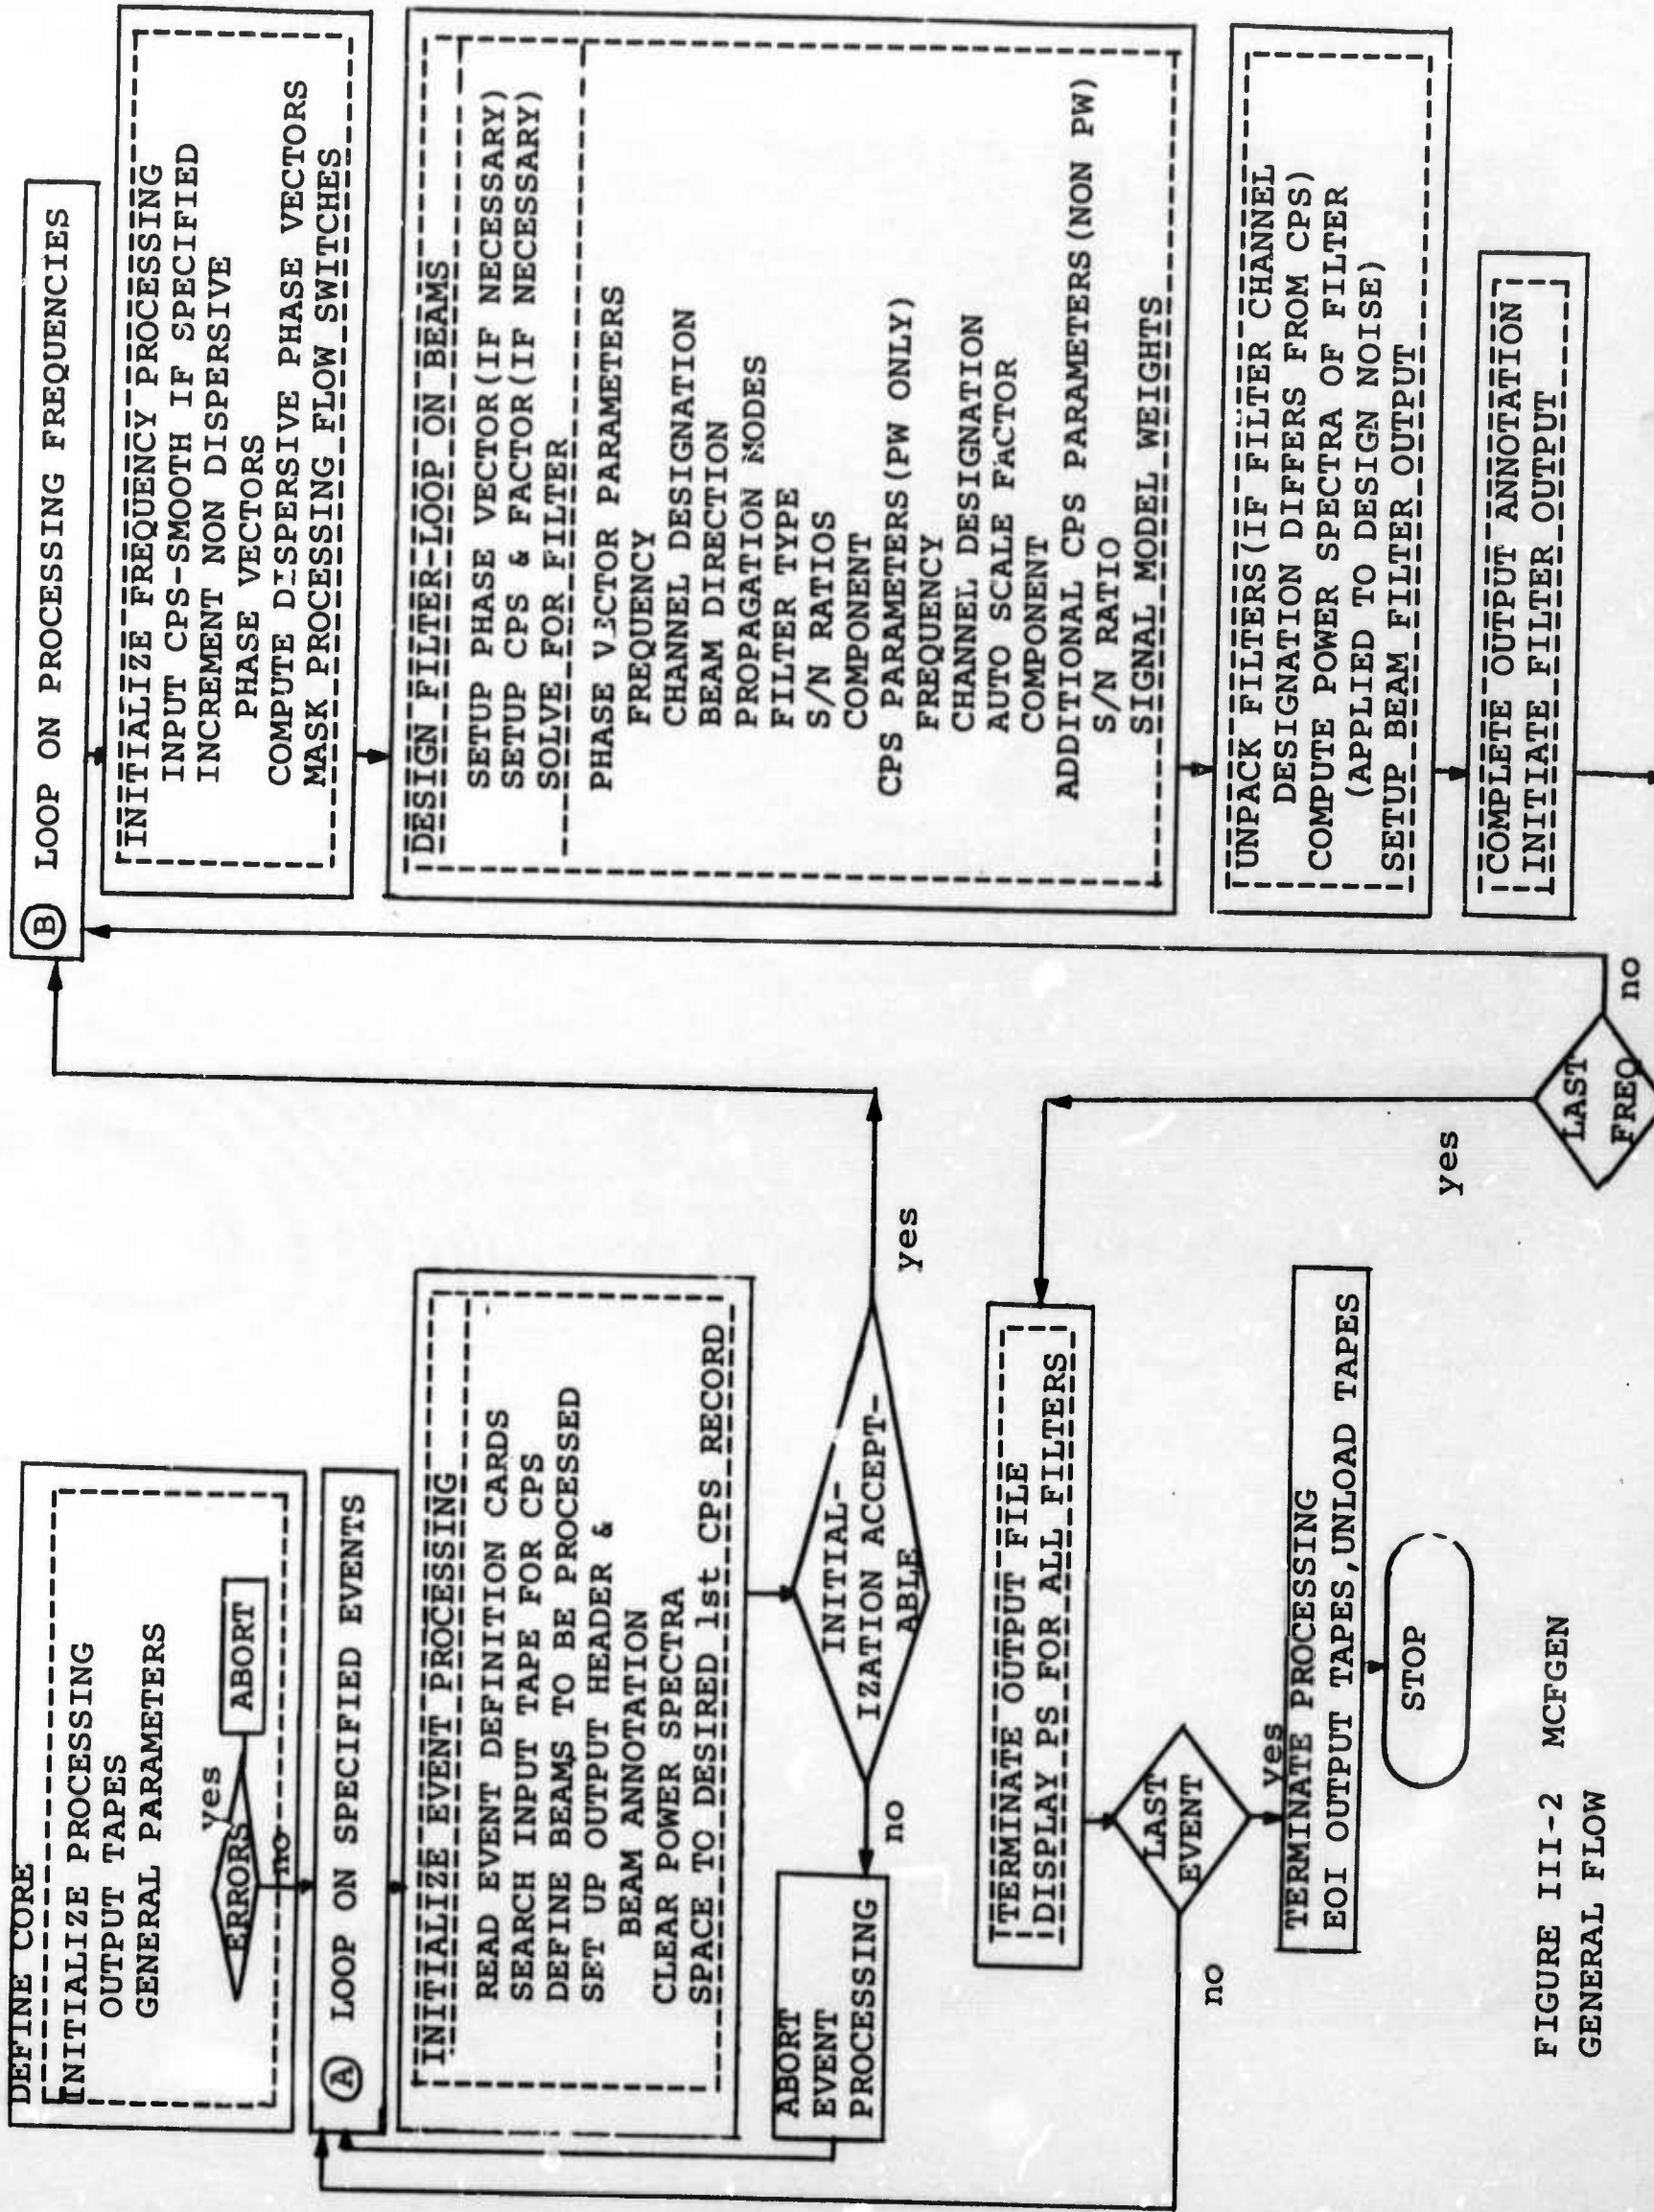 DEFINE CORE
INITIALIZE PROCESSING
OUTPUT TAPES
GENERAL PARAMETERS
yes
ERRORS
ABORT
no
(A) LOOP ON SPECIFIED EVENTS
INITIALIZE EVENT PROCESSING
READ EVENT DEFINITION CARDS
SEARCH INPUT TAPE FOR CPS
DEFINE BEAMS TO BE PROCESSED
SET UP OUTPUT HEADER &
BEAM ANNOTATION
CLEAR POWER SPECTRA
SPACE TO DESIRED 1st CPS RECORD
INITIAL-
IZATION ACCEPT-
ABLE
yes
no
ABORT
EVENT
PROCESSING
TERMINATE OUTPUT FILE
DISPLAY PS FOR ALL FILTERS
LAST
EVENT
no
yes
TERMINATE PROCESSING
EOI OUTPUT TAPES,UNLOAD TAPES
STOP
FIGURE III-2 MCFGEN
GENERAL FLOW
(B) LOOP ON PROCESSING FREQUENCIES
INITIALIZE FREQUENCY PROCESSING
INPUT CPS-SMOOTH IF SPECIFIED
INCREMENT NON DISPERSIVE
PHASE VECTORS
COMPUTE DISPERSIVE PHASE VECTORS
MASK PROCESSING FLOW SWITCHES
DESIGN FILTER-LOOP ON BEAMS
SETUP PHASE VECTOR(IF NECESSARY)
SETUP CPS & FACTOR(IF NECESSARY)
SOLVE FOR FILTER
PHASE VECTOR PARAMETERS
FREQUENCY
CHANNEL DESIGNATION
BEAM DIRECTION
PROPAGATION MODES
FILTER TYPE
S/N RATIOS
COMPONENT
CPS PARAMETERS(PW ONLY)
FREQUENCY
CHANNEL DESIGNATION
AUTO SCALE FACTOR
COMPONENT
ADDITIONAL CPS PARAMETERS(NON PW)
S/N RATIO
SIGNAL MODEL WEIGHTS
UNPACK FILTERS(IF FILTER CHANNEL
DESIGNATION DIFFERS FROM CPS)
COMPUTE POWER SPECTRA OF FILTER
(APPLIED TO DESIGN NOISE)
SETUP BEAM FILTER OUTPUT
COMPLETE OUTPUT ANNOTATION
INITIATE FILTER OUTPUT
LAST
FREQ
yes
no